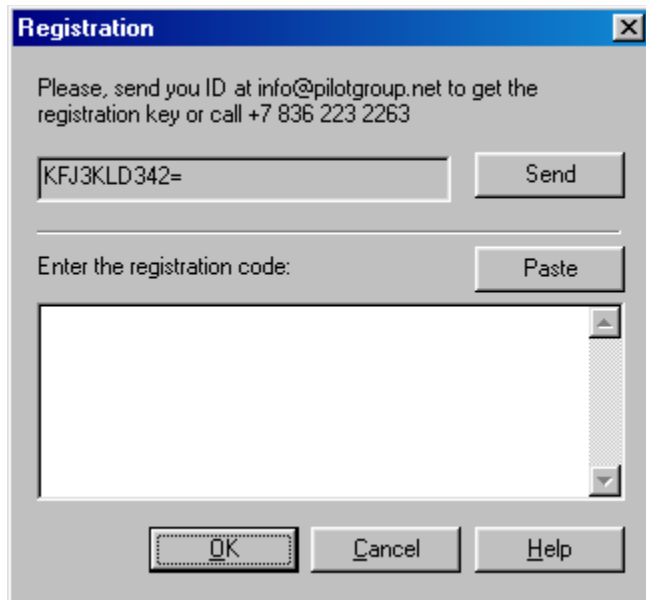 Registration
Please, send you ID at info@pilotgroup.net to get the
registration key or call +7 836 223 2263
KFJ3KLD342=
Send
Enter the registration code:
Paste
OK
Cancel
Help